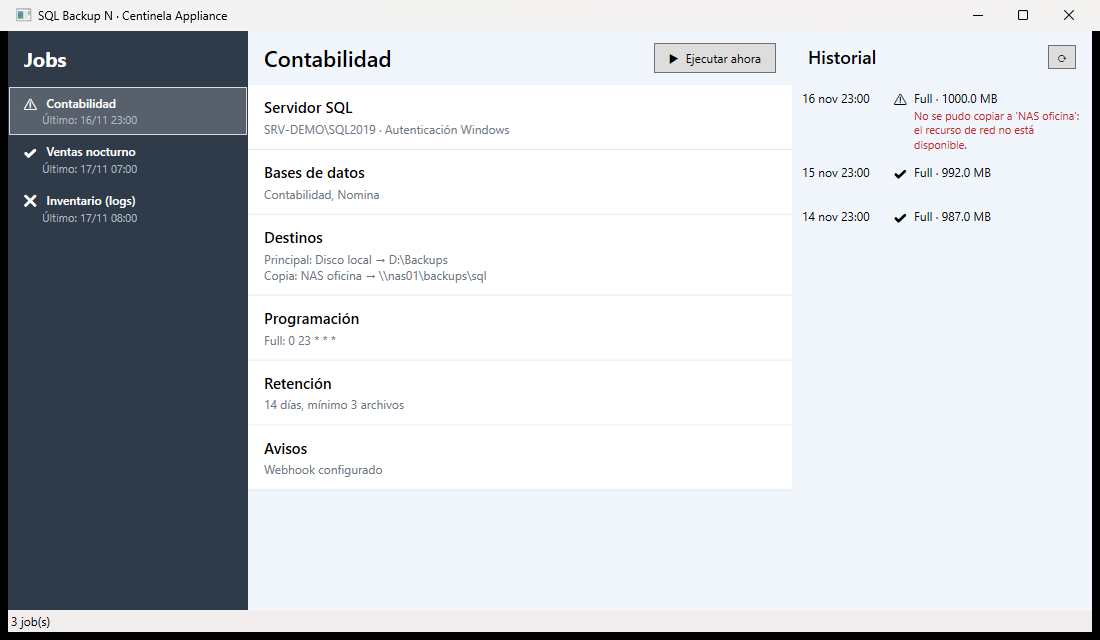 SQL Backup N · Centinela Appliance
Jobs
Contabilidad
Último: 16/11 23:00
Ventas nocturno
Último: 17/11 07:00
Inventario (logs)
Último: 17/11 08:00
Contabilidad
Ejecutar ahora
Servidor SQL
SRV-DEMO\SQL2019 · Autenticación Windows
Bases de datos
Contabilidad, Nomina
Destinos
Principal: Disco local → D:\Backups
Copia: NAS oficina → \\nas01\backups\sql
Programación
Full: 0 23 * * *
Retención
14 días, mínimo 3 archivos
Avisos
Webhook configurado
Historial
16 nov 23:00 Full · 1000.0 MB
No se pudo copiar a 'NAS oficina':
el recurso de red no está
disponible.
15 nov 23:00 Full · 992.0 MB
14 nov 23:00 Full · 987.0 MB
3 job(s)